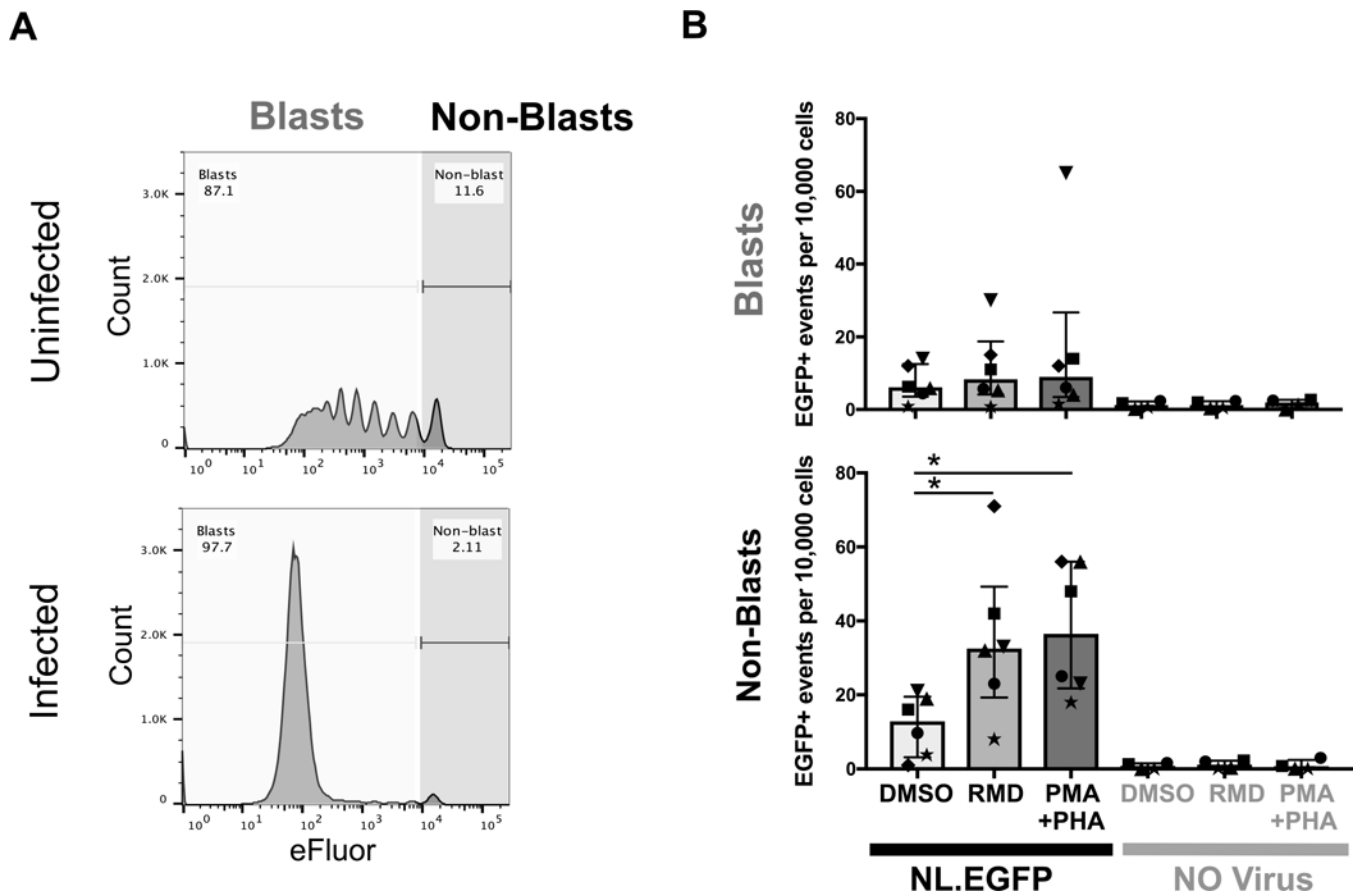 A
Blasts
Non-Blasts
Uninfected
Count
3.0K
2.0K
1.0K
0
Blasts
87.1
Non-blast
11.6
10^0 10^1 10^2 10^3 10^4 10^5
Infected
Count
3.0K
2.0K
1.0K
0
Blasts
97.7
Non-blast
2.11
10^0 10^1 10^2 10^3 10^4 10^5
eFluor
B
Blasts
EGFP+ events per 10,000 cells
80
60
40
20
0
Non-Blasts
EGFP+ events per 10,000 cells
80
60
40
20
0
*
*
DMSO RMD PMA DMSO RMD PMA
+PHA +PHA
NL.EGFP NO Virus